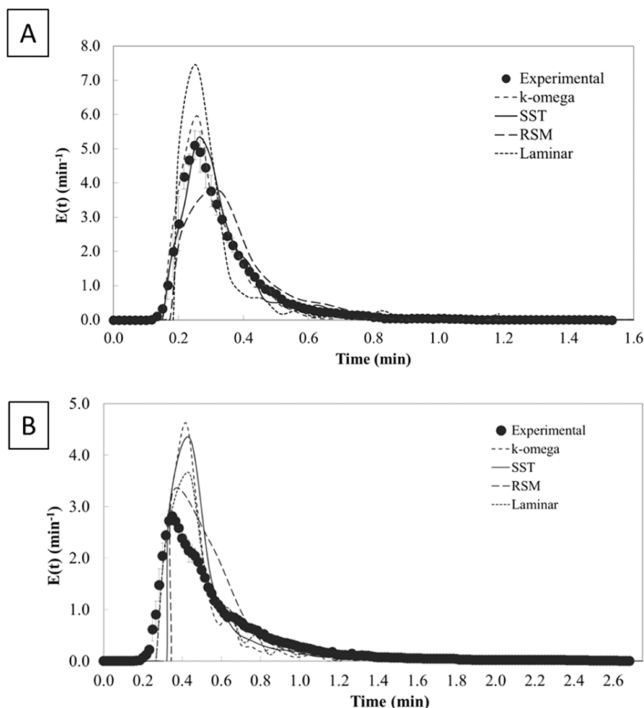 A
8.0
7.0
6.0
5.0
4.0
3.0
2.0
1.0
0.0
E(t) (min-1)
Experimental
k-omega
SST
RSM
Laminar
0.0 0.2 0.4 0.6 0.8 1.0 1.2 1.4 1.6
Time (min)
B
5.0
4.0
3.0
2.0
1.0
0.0
E(t) (min-1)
Experimental
k-omega
SST
RSM
Laminar
0.0 0.2 0.4 0.6 0.8 1.0 1.2 1.4 1.6 1.8 2.0 2.2 2.4 2.6
Time (min)